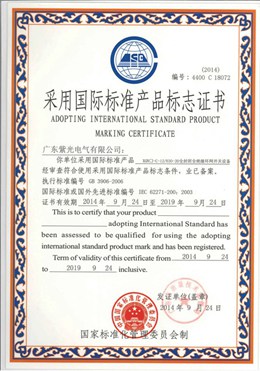 (2014)
编号：4400 C 18072
采用国际标准产品标志证书
ADOPTING INTERNATIONAL STANDARD PRODUCT
MARKING CERTIFICATE
广东紫光电气有限公司：
你单位采用国际标准产品
经审查符合使用采用国际标准产品标志条件，业已备案。
执行标准编号 GB 3906-2006
国际标准或国外先进标准编号 IEC 62271-200：2003
证书有效期 2014 年 9 月 24 日至 2019 年 9 月 24 日
This is to certify that your product
adopting International Standard has
been assessed to be qualified for using the adopting
international standard product mark and has been registered.
Term of validity of this certificate from 2014 9 24
to 2019 9 24 inclusive.
发证单位(盖章)
2014 年 9 月 24 日
国家标准化管理委员会制